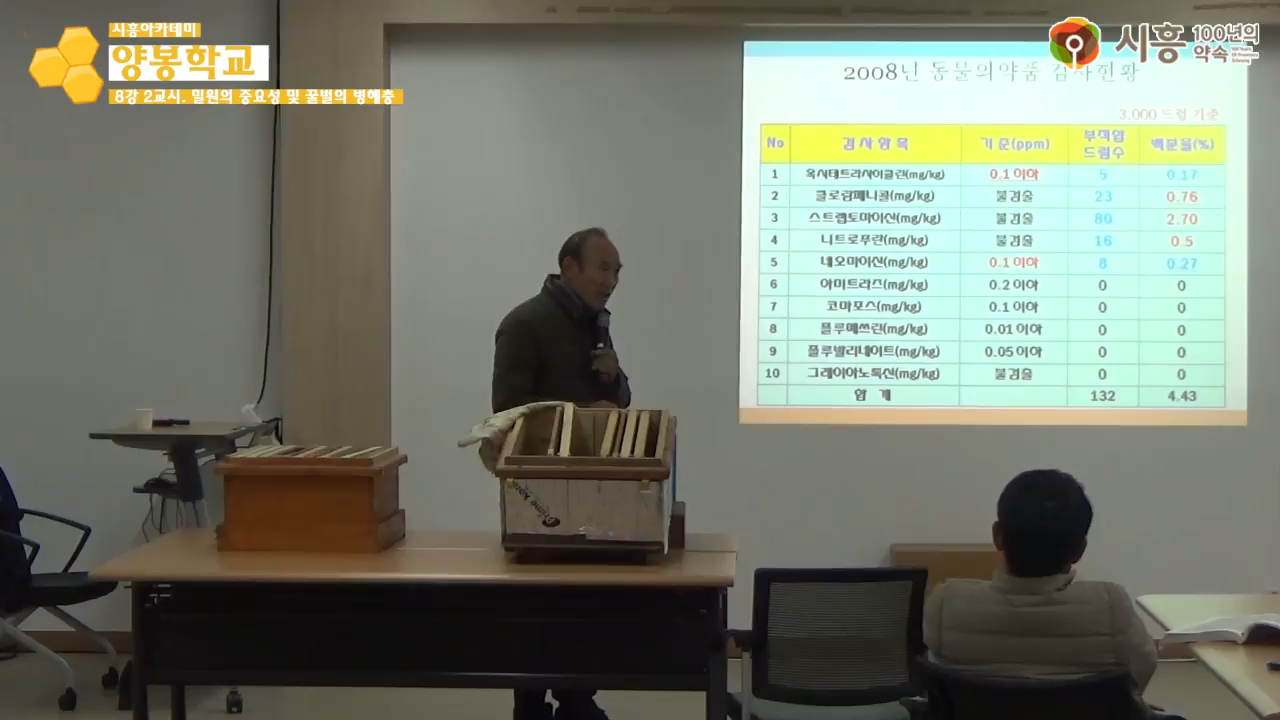 시흥아카데미
양봉학교
8강 2교시. 밀원의 중요성 및 꿀벌의 병해충
시흥 100년의 약속
2008년 동물의약품 검사현황
3,000 드럼 기준
No 검사항목 기준(ppm) 부적합 드럼수 백분율(%)
1 옥시테트라사이클린(mg/kg) 0.1 이하 5 0.17
2 클로람페니콜(mg/kg) 불검출 23 0.76
3 스트렙토마이신(mg/kg) 불검출 80 2.70
4 니트로푸란(mg/kg) 불검출 16 0.5
5 네오마이신(mg/kg) 0.1 이하 8 0.27
6 아미트라즈(mg/kg) 0.2 이하 0 0
7 코마포스(mg/kg) 0.1 이하 0 0
8 플루메쓰린(mg/kg) 0.01 이하 0 0
9 플루발리네이트(mg/kg) 0.05 이하 0 0
10 그레이아노톡신(mg/kg) 불검출 0 0
합 계 132 4.43